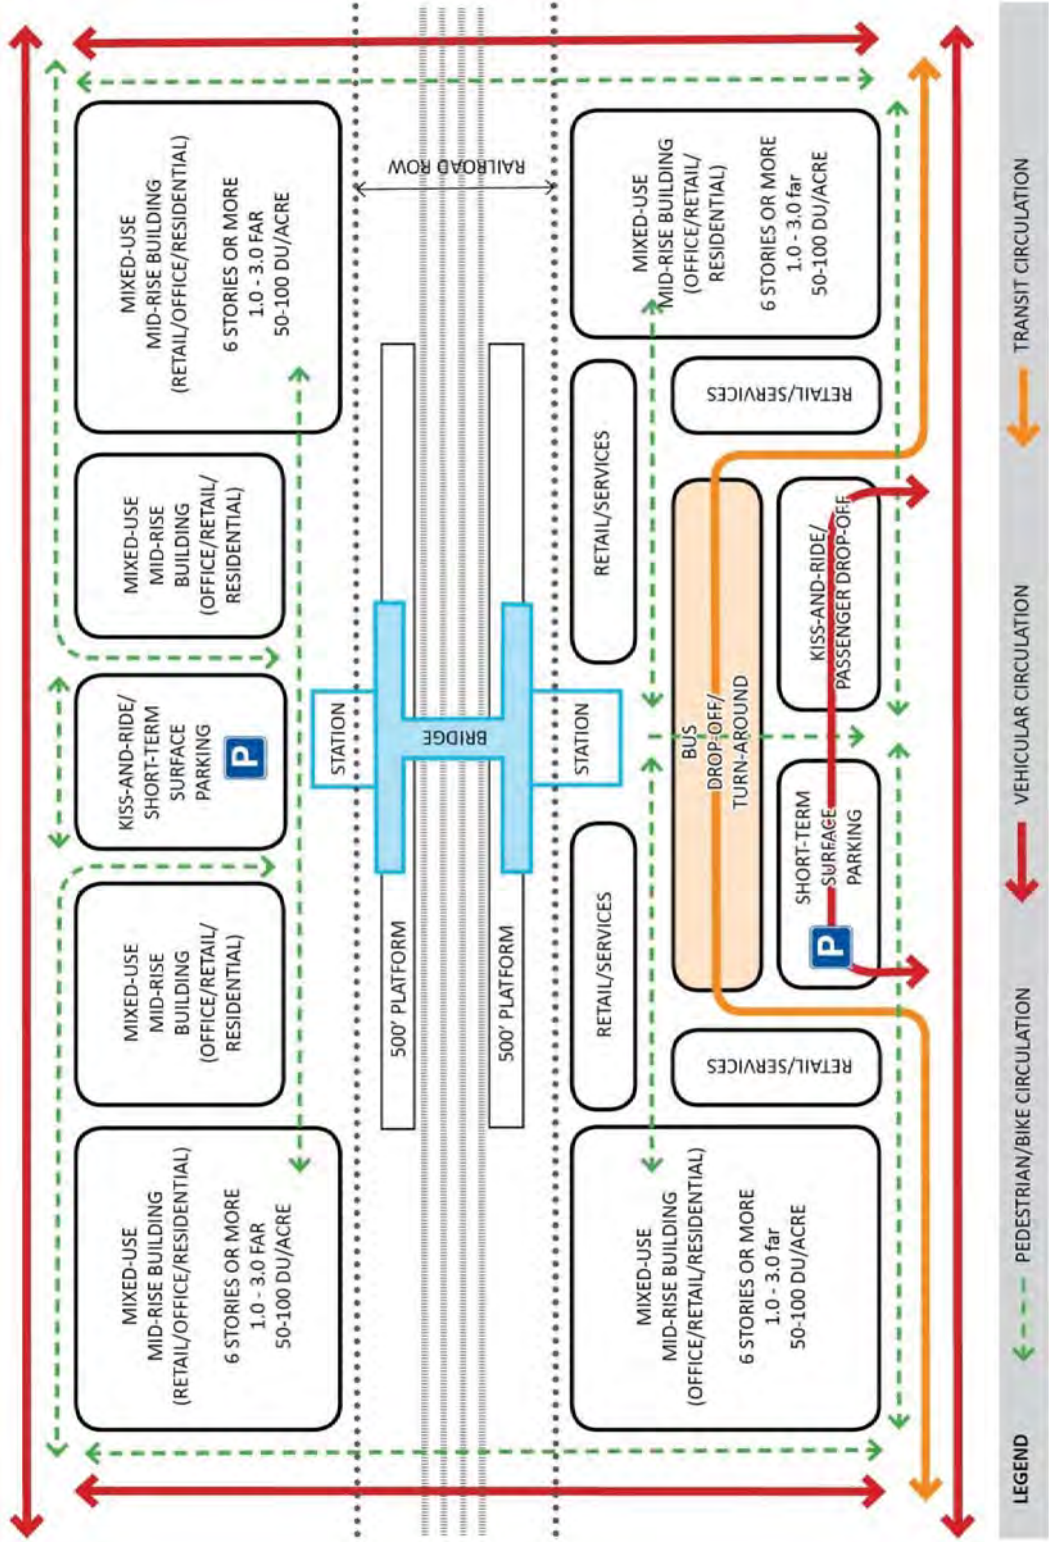 MIXED-USE
MID-RISE BUILDING
(RETAIL/OFFICE/RESIDENTIAL)
6 STORIES OR MORE
1.0 - 3.0 FAR
50-100 DU/ACRE
MIXED-USE
MID-RISE
BUILDING
(OFFICE/RETAIL/
RESIDENTIAL)
KISS-AND-RIDE/
SHORT-TERM
SURFACE
PARKING
P
MIXED-USE
MID-RISE
BUILDING
(OFFICE/RETAIL/
RESIDENTIAL)
MIXED-USE
MID-RISE BUILDING
(RETAIL/OFFICE/RESIDENTIAL)
6 STORIES OR MORE
1.0 - 3.0 FAR
50-100 DU/ACRE
STATION
500' PLATFORM
BRIDGE
RAILROAD ROW
500' PLATFORM
STATION
MIXED-USE
MID-RISE BUILDING
(OFFICE/RETAIL/RESIDENTIAL)
6 STORIES OR MORE
1.0 - 3.0 far
50-100 DU/ACRE
RETAIL/SERVICES
RETAIL/SERVICES
RETAIL/SERVICES
BUS
DROP-OFF/
TURN-AROUND
SHORT-TERM
SURFACE
PARKING
P
KISS-AND-RIDE/
PASSENGER DROP-OFF
RETAIL/SERVICES
MIXED-USE
MID-RISE BUILDING
(OFFICE/RETAIL/
RESIDENTIAL)
6 STORIES OR MORE
1.0 - 3.0 far
50-100 DU/ACRE
LEGEND
PEDESTRIAN/BIKE CIRCULATION
VEHICULAR CIRCULATION
TRANSIT CIRCULATION